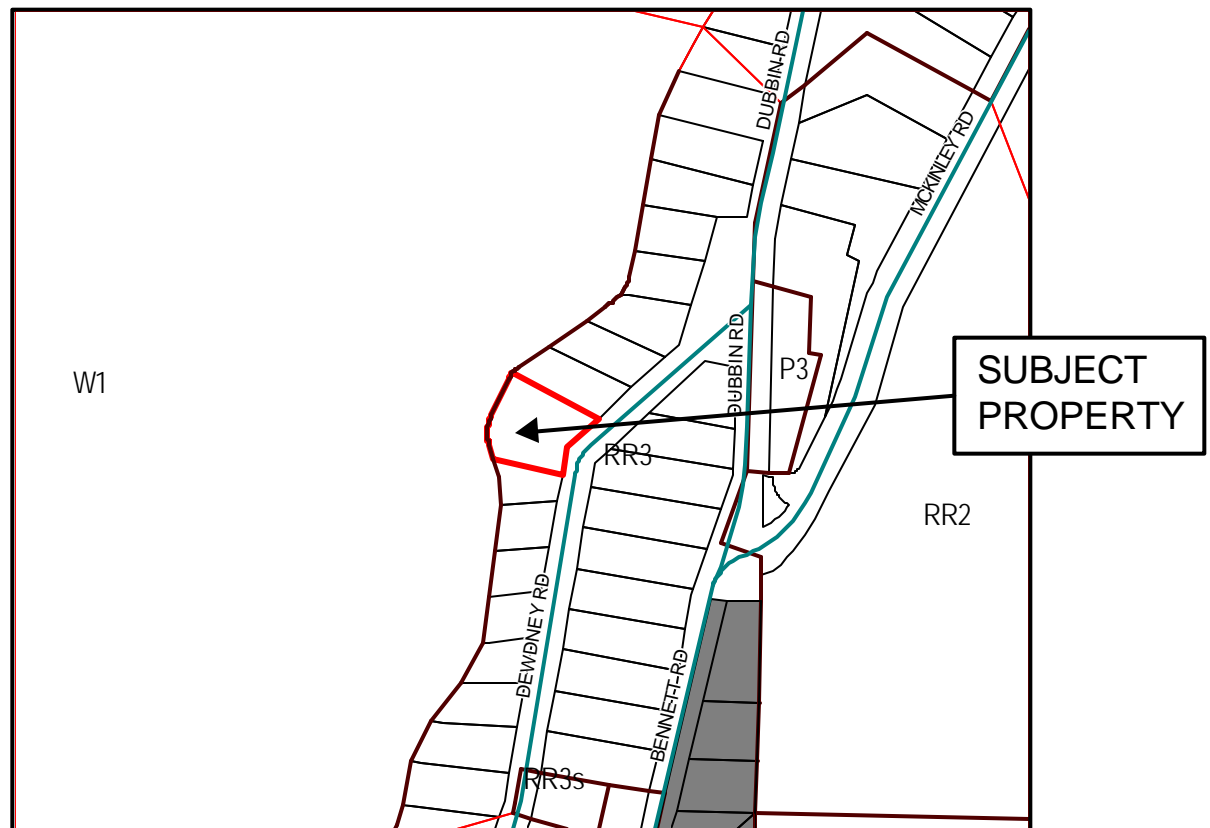 DUBBIN RD
MCKINLEY RD
W1
DUBBIN RD
P3
SUBJECT
PROPERTY
RR3
RR2
DEWDNEY RD
BENNETT RD
RR3s